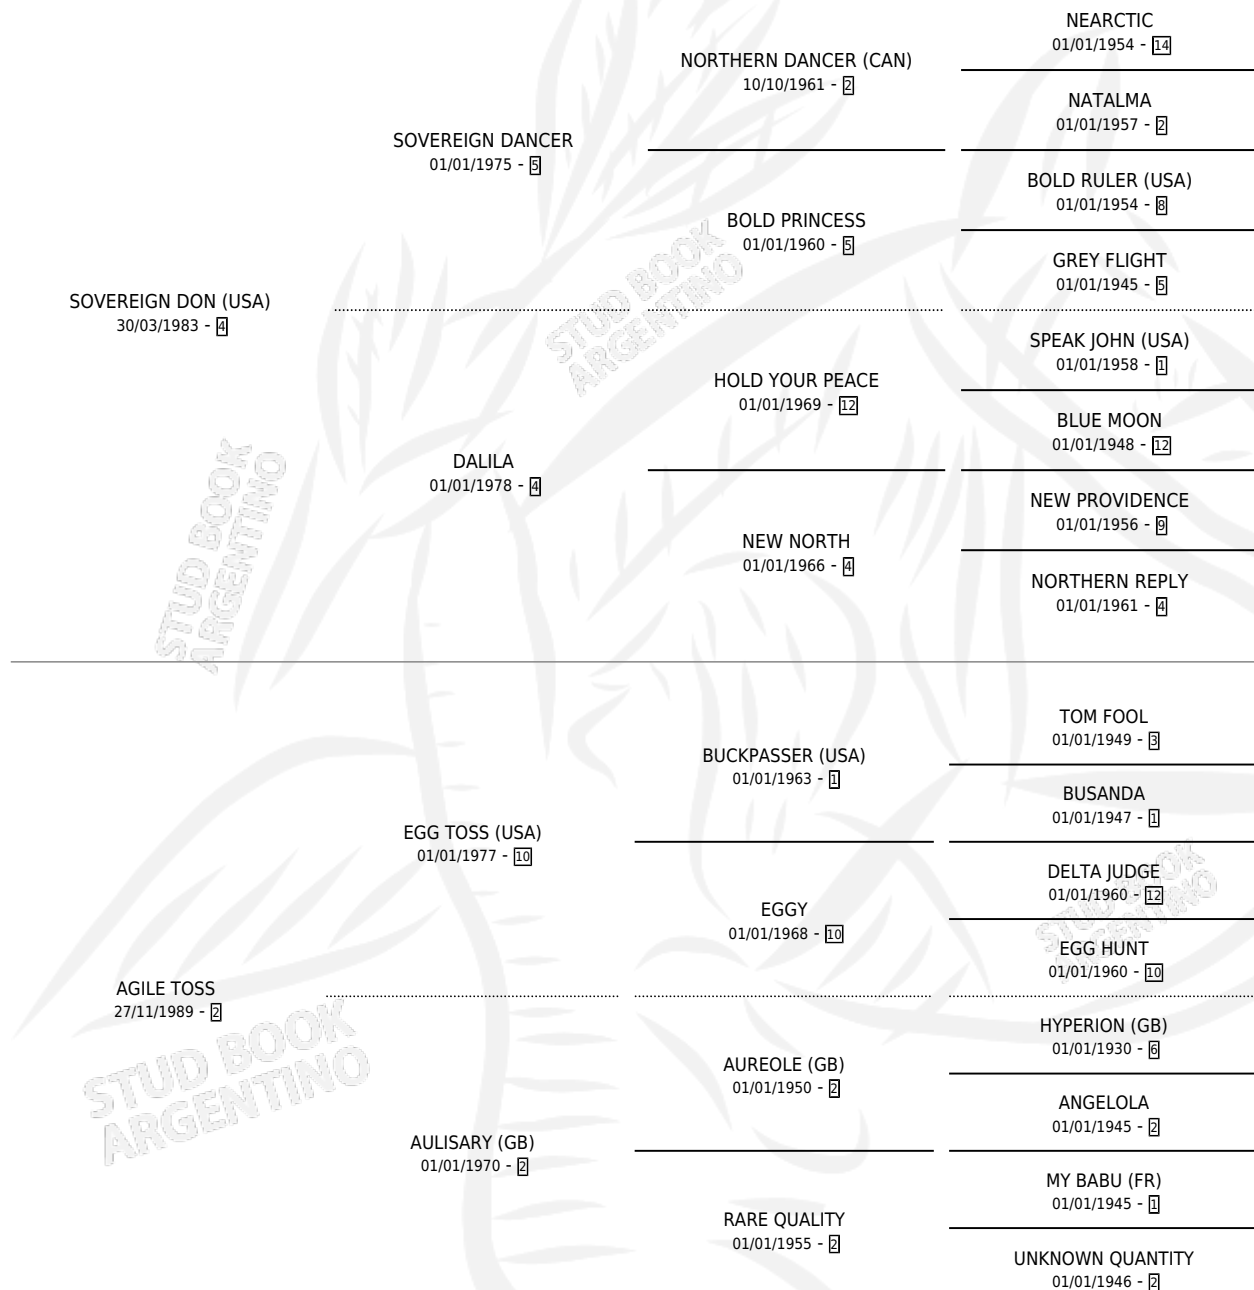 NEARCTIC
01/01/1954 - 14
NORTHERN DANCER (CAN)
10/10/1961 - 2
NATALMA
01/01/1957 - 2
SOVEREIGN DANCER
01/01/1975 - 5
BOLD RULER (USA)
01/01/1954 - 8
BOLD PRINCESS
01/01/1960 - 5
GREY FLIGHT
01/01/1945 - 5
SOVEREIGN DON (USA)
30/03/1983 - 4
SPEAK JOHN (USA)
01/01/1958 - 1
HOLD YOUR PEACE
01/01/1969 - 12
BLUE MOON
01/01/1948 - 12
DALILA
01/01/1978 - 4
NEW PROVIDENCE
01/01/1956 - 9
NEW NORTH
01/01/1966 - 4
NORTHERN REPLY
01/01/1961 - 4
TOM FOOL
01/01/1949 - 3
BUCKPASSER (USA)
01/01/1963 - 1
BUSANDA
01/01/1947 - 1
EGG TOSS (USA)
01/01/1977 - 10
DELTA JUDGE
01/01/1960 - 12
EGGY
01/01/1968 - 10
EGG HUNT
01/01/1960 - 10
AGILE TOSS
27/11/1989 - 2
HYPERION (GB)
01/01/1930 - 6
AUREOLE (GB)
01/01/1950 - 2
ANGELOLA
01/01/1945 - 2
AULISARY (GB)
01/01/1970 - 2
MY BABU (FR)
01/01/1945 - 1
RARE QUALITY
01/01/1955 - 2
UNKNOWN QUANTITY
01/01/1946 - 2
STUD BOOK
ARGENTINO
STUD BOOK
ARGENTINO
STUD BOOK
ARGENTINO
STUD BOOK
ARGENTINO